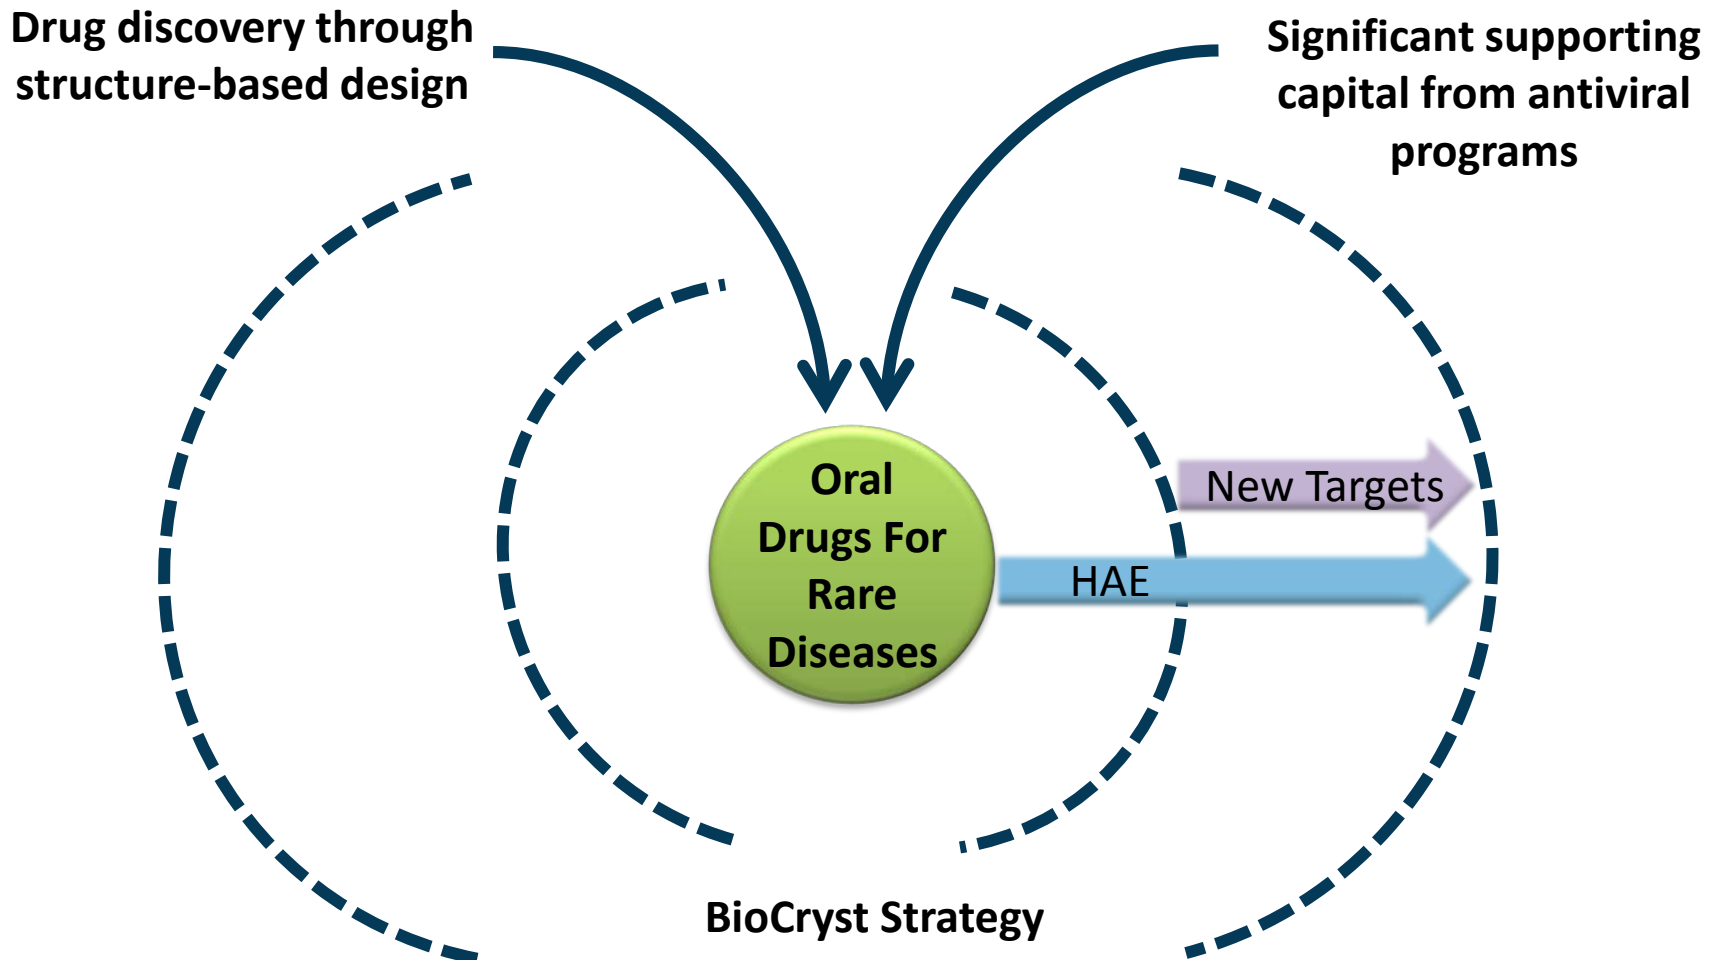 Drug discovery through
structure-based design
Significant supporting
capital from antiviral
programs
Oral
Drugs For
Rare
Diseases
New Targets
HAE
BioCryst Strategy